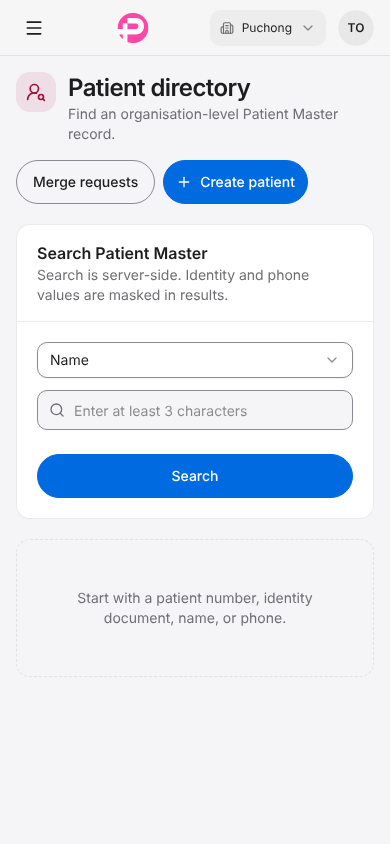 Puchong
TO
Patient directory
Find an organisation-level Patient Master
record.
Merge requests
Create patient
Search Patient Master
Search is server-side. Identity and phone
values are masked in results.
Name
Enter at least 3 characters
Search
Start with a patient number, identity
document, name, or phone.